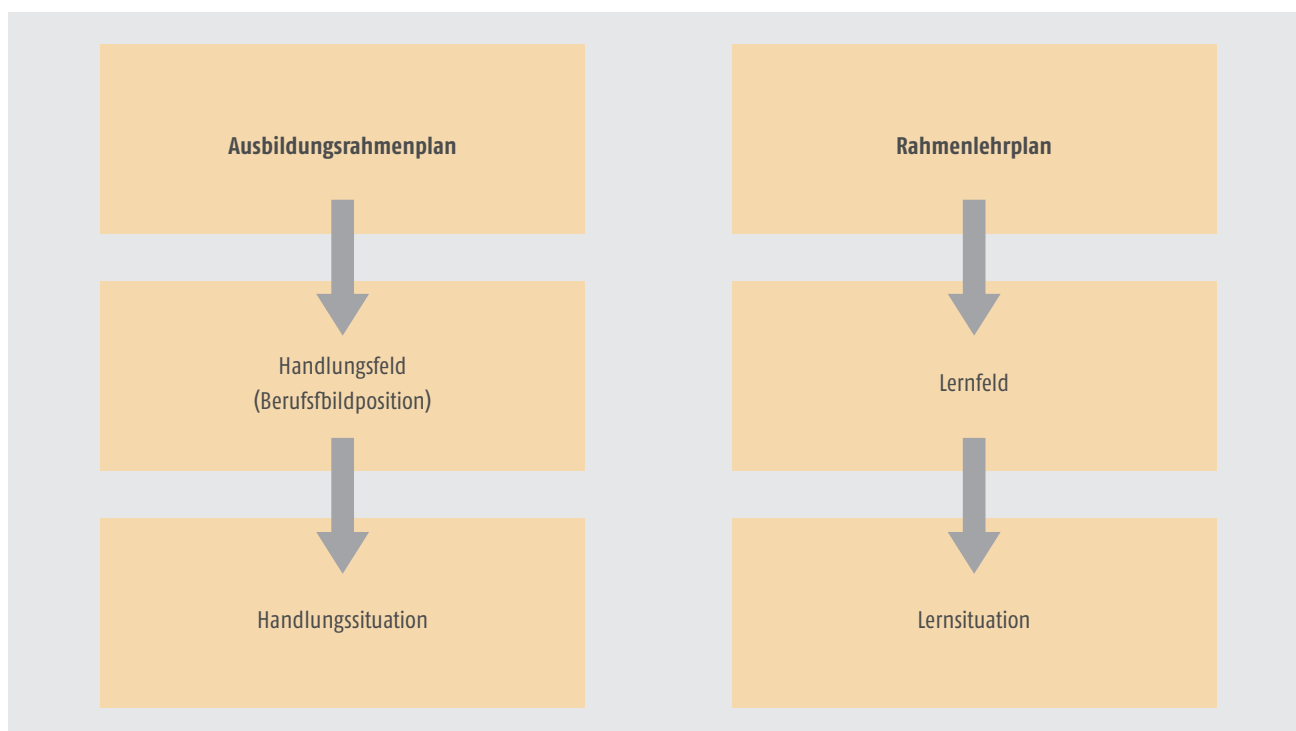 Ausbildungsrahmenplan
Handlungsfeld
(Berufsfbildposition)
Handlungssituation
Rahmenlehrplan
Lernfeld
Lernsituation